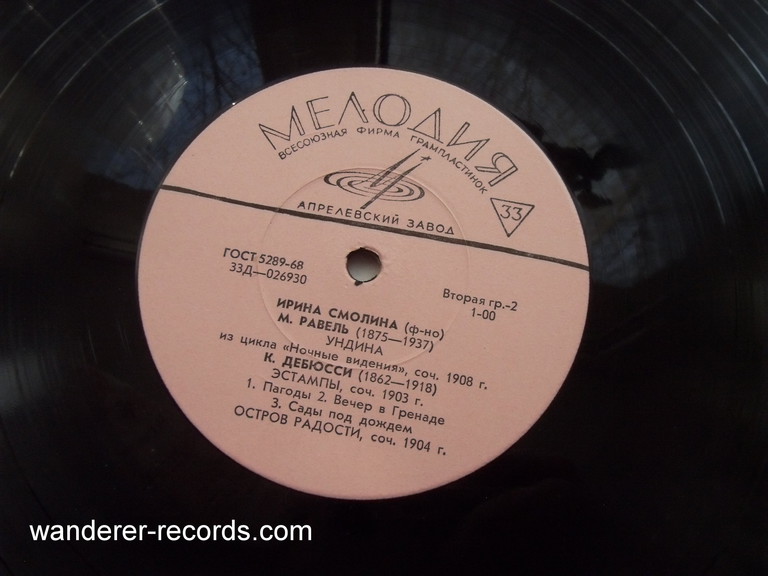 МЕЛОДИЯ
ВСЕСОЮЗНАЯ ФИРМА ГРАМПЛАСТИНОК
33
АПРЕЛЕВСКИЙ ЗАВОД
ГОСТ 5289-68
33Д—026930
Вторая гр.-2
1-00
ИРИНА СМОЛИНА (ф-но)
М. РАВЕЛЬ (1875—1937)
УНДИНА
из цикла «Ночные видения», соч. 1908 г.
К. ДЕБЮССИ (1862—1918)
ЭСТАМПЫ, соч. 1903 г.
1. Пагоды 2. Вечер в Гренаде
3. Сады под дождем
ОСТРОВ РАДОСТИ, соч. 1904 г.
wanderer-records.com